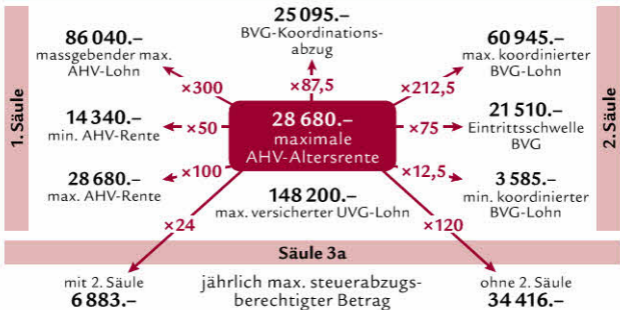 86 040.–
massgebender max.
AHV-Lohn
25 095.–
BVG-Koordinations-
abzug
60 945.–
max. koordinierter
BVG-Lohn
×300
×87,5
×212,5
1. Säule
14 340.–
min. AHV-Rente
×50
28 680.–
maximale
AHV-Altersrente
×75
21 510.–
Eintrittsschwelle
BVG
2. Säule
28 680.–
max. AHV-Rente
×100
×12,5
3 585.–
min. koordinierter
BVG-Lohn
148 200.–
max. versicherter UVG-Lohn
×24
×120
Säule 3a
mit 2. Säule
6 883.–
jährlich max. steuerabzugs-
berechtigter Betrag
ohne 2. Säule
34 416.–